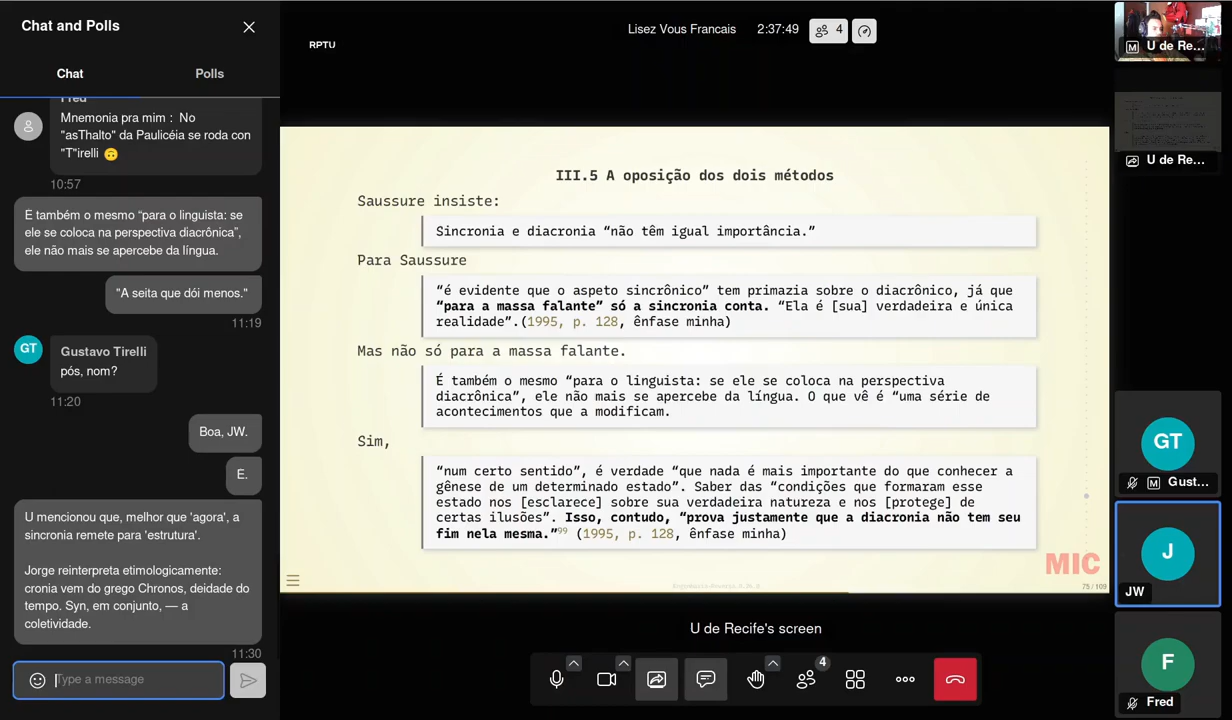 Chat and Polls
Chat
Polls
Fred
Mnemonia pra mim : No
"asThalto" da Paulicéia se roda con
"T"irelli 🙃
10:57
É também o mesmo “para o linguista: se
ele se coloca na perspectiva diacrônica”,
ele não mais se apercebe da língua.
"A seita que dói menos."
11:19
GT
Gustavo Tirelli
pós, nom?
11:20
Boa, JW.
E.
U mencionou que, melhor que 'agora', a
sincronia remete para 'estrutura'.
Jorge reinterpreta etimologicamente:
cronia vem do grego Chronos, deidade do
tempo. Syn, em conjunto, — a
coletividade.
11:30
Type a message
RPTU
Lisez Vous Francais
2:37:49
4
III.5 A oposição dos dois métodos
Saussure insiste:
Sincronia e diacronia “não têm igual importância.”
Para Saussure
“é evidente que o aspeto sincrônico” tem primazia sobre o diacrônico, já que
“para a massa falante” só a sincronia conta. “Ela é [sua] verdadeira e única
realidade”.(1995, p. 128, ênfase minha)
Mas não só para a massa falante.
É também o mesmo “para o linguista: se ele se coloca na perspectiva
diacrônica”, ele não mais se apercebe da língua. O que vê é “uma série de
acontecimentos que a modificam.
Sim,
“num certo sentido”, é verdade “que nada é mais importante do que conhecer a
gênese de um determinado estado”. Saber das “condições que formaram esse
estado nos [esclarece] sobre sua verdadeira natureza e nos [protege] de
certas ilusões”. Isso, contudo, “prova justamente que a diacronia não tem seu
fim nela mesma.”99 (1995, p. 128, ênfase minha)
MIC
75 / 109
U de Recife's screen
4
M U de Re...
U de Re...
GT
M Gust...
J
JW
F
Fred